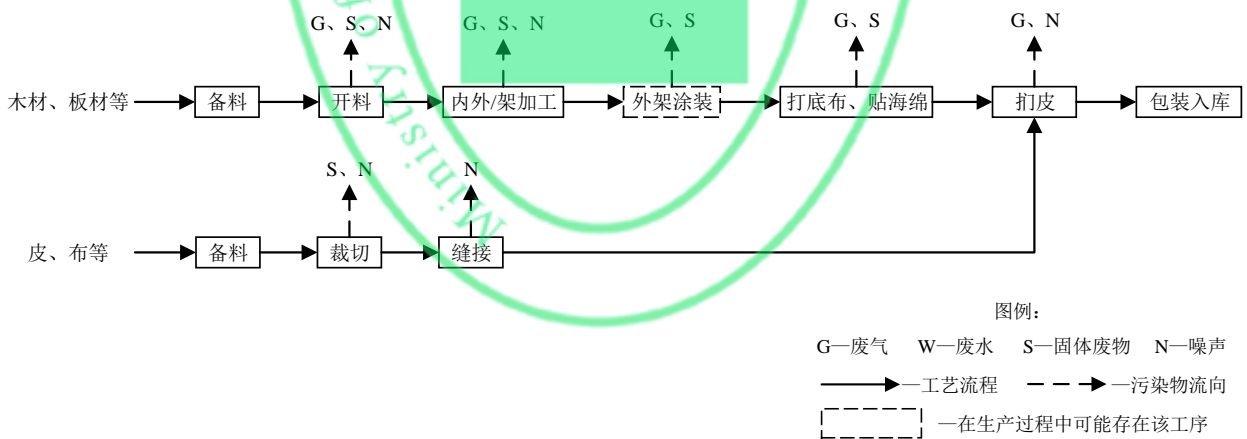 G、S、N
G、S、N
G、S
G、S
G、N
木材、板材等
备料
开料
内外/架加工
外架涂装
打底布、贴海绵
扪皮
包装入库
S、N
N
皮、布等
备料
裁切
缝接
Ministry of
图例：
G—废气 W—废水 S—固体废物 N—噪声
—工艺流程 —污染物流向
—在生产过程中可能存在该工序